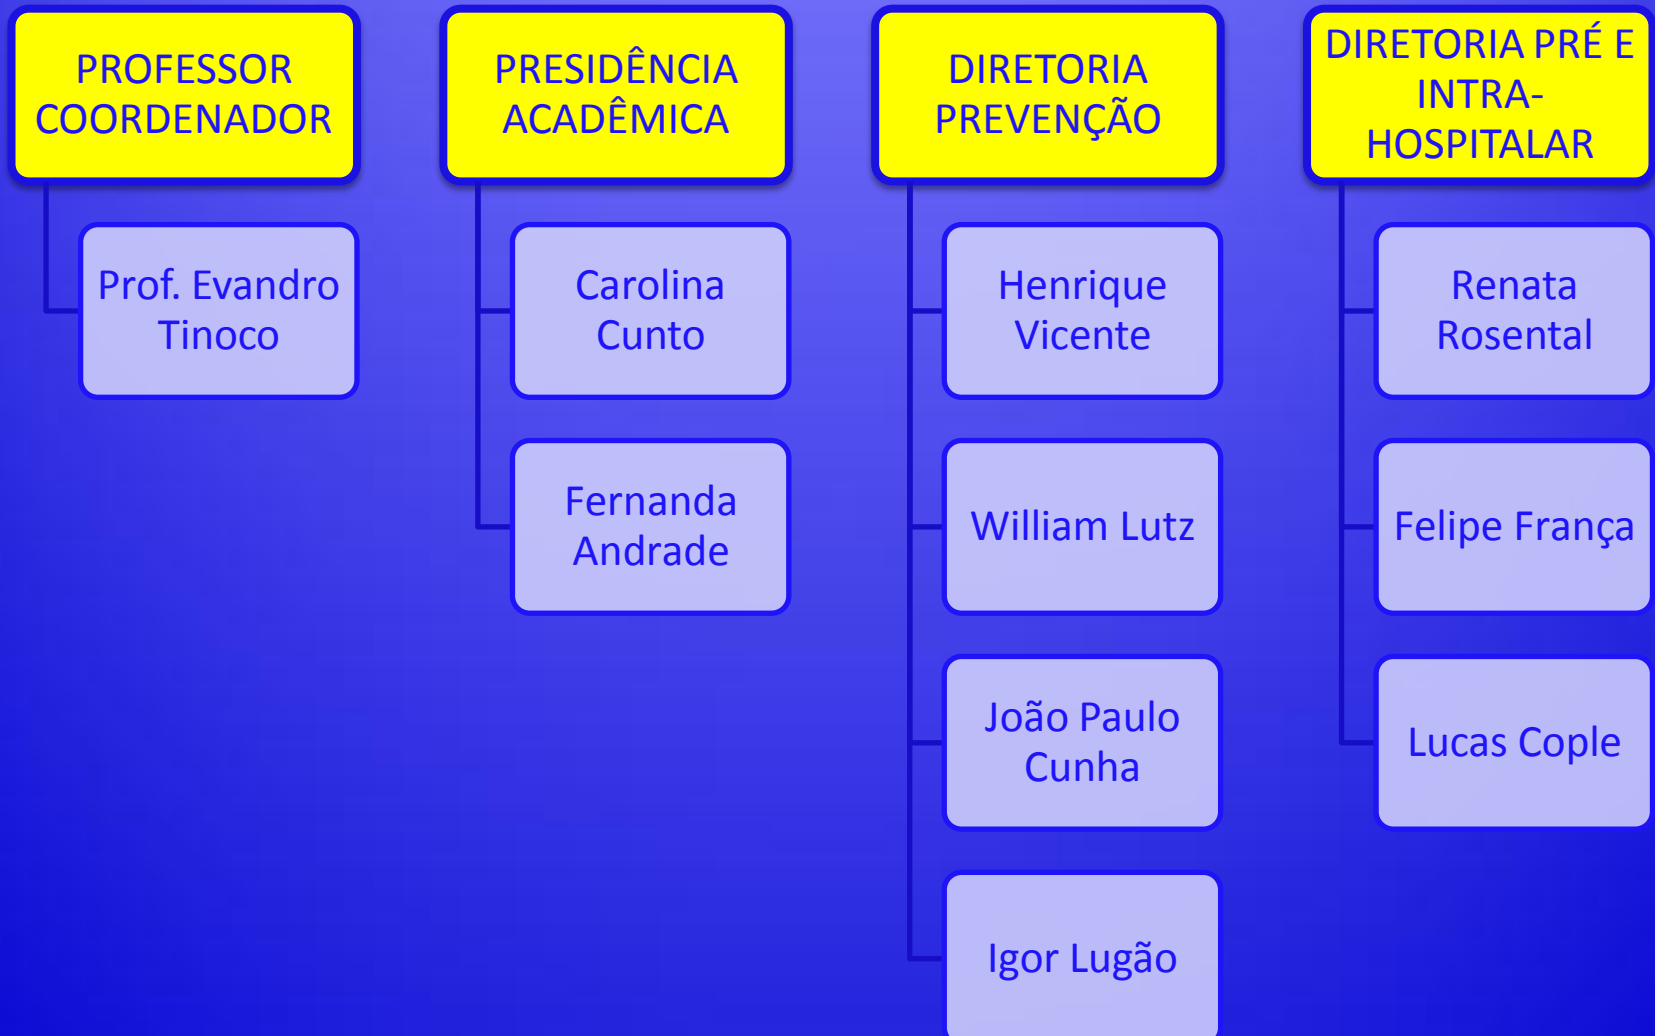 PROFESSOR
COORDENADOR
Prof. Evandro
Tinoco
PRESIDÊNCIA
ACADÊMICA
Carolina
Cunto
Fernanda
Andrade
DIRETORIA
PREVENÇÃO
Henrique
Vicente
William Lutz
João Paulo
Cunha
Igor Lugão
DIRETORIA PRÉ E
INTRA-
HOSPITALAR
Renata
Rosental
Felipe França
Lucas Cople